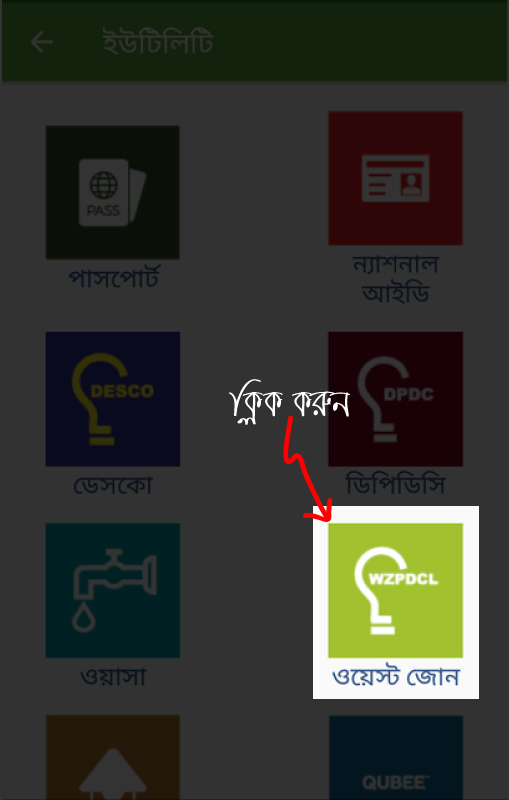 ইউটিলিটি
PASS
পাসপোর্ট
ন্যাশনাল
আইডি
DESCO
DPDC
ক্লিক করুন
ডেসকো
ডিপিডিসি
WZPDCL
ওয়াসা
ওয়েস্ট জোন
QUBEE